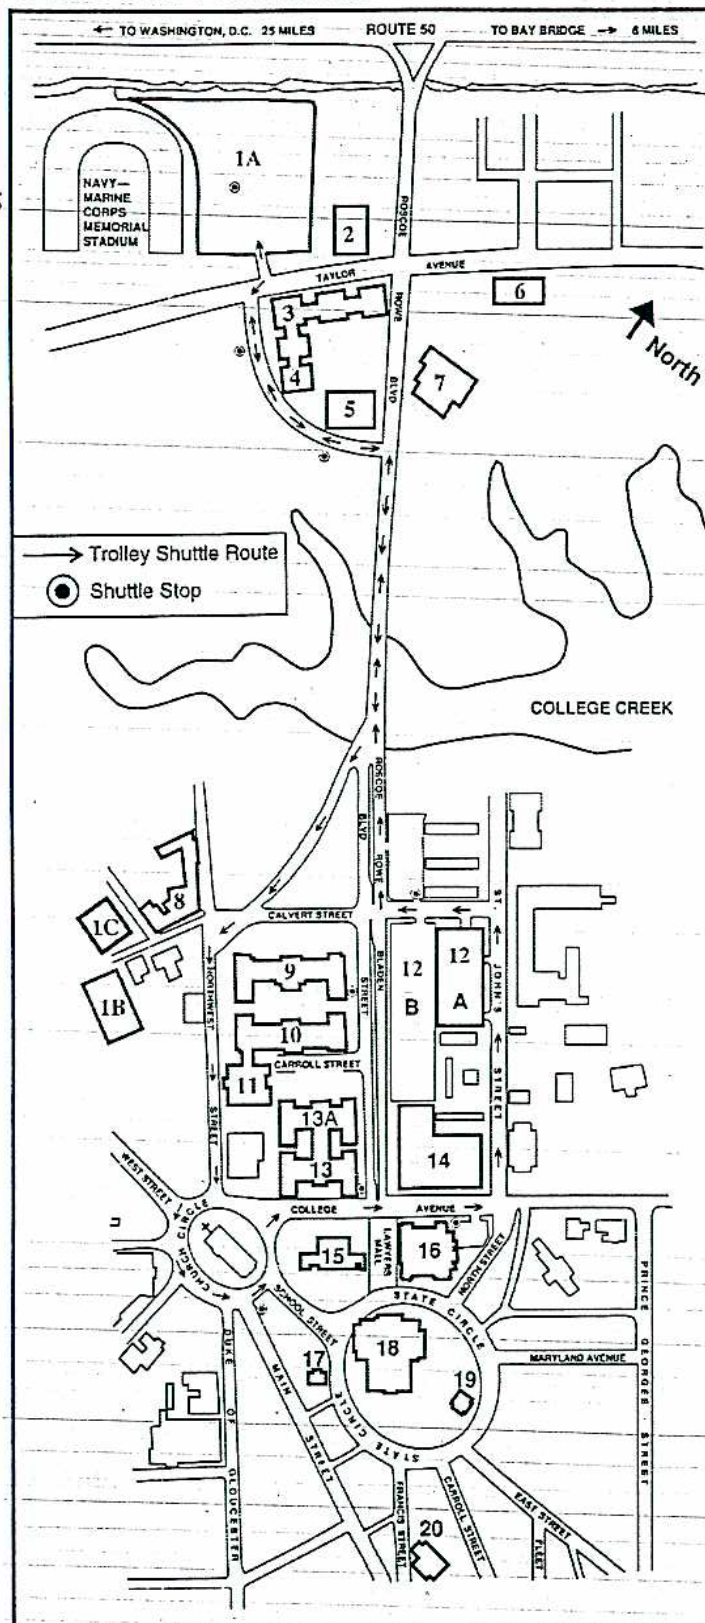 ← TO WASHINGTON, D.C. 25 MILES ROUTE 50 TO BAY BRIDGE → 6 MILES
1A
NAVY—
MARINE
CORPS
MEMORIAL
STADIUM
ROSCOE
2
TAYLOR AVENUE
6
3
ROWE
North
4
7
5
BLVD
→ Trolley Shuttle Route
Shuttle Stop
COLLEGE CREEK
ROSCOE
BLVD
ROWE
8
ST.
1C
CALVERT STREET
BLADEN
12
12
JOHN'S
9
B
A
1B
NORTHWEST
STREET
10
CARROLL STREET
11
STREET
STREET
13A
14
13
WEST STREET
COLLEGE AVENUE
CHURCH CIRCLE
15
LAWYERS
MALL
16
NORTH STREET
SCHOOL STREET
STATE CIRCLE
PRINCE GEORGES STREET
17
18
MARYLAND AVENUE
19
DUKE OF GLOUCESTER
MAIN STREET
STATE CIRCLE
FRANCIS STREET
CARROLL STREET
EAST STREET
20
FLEET